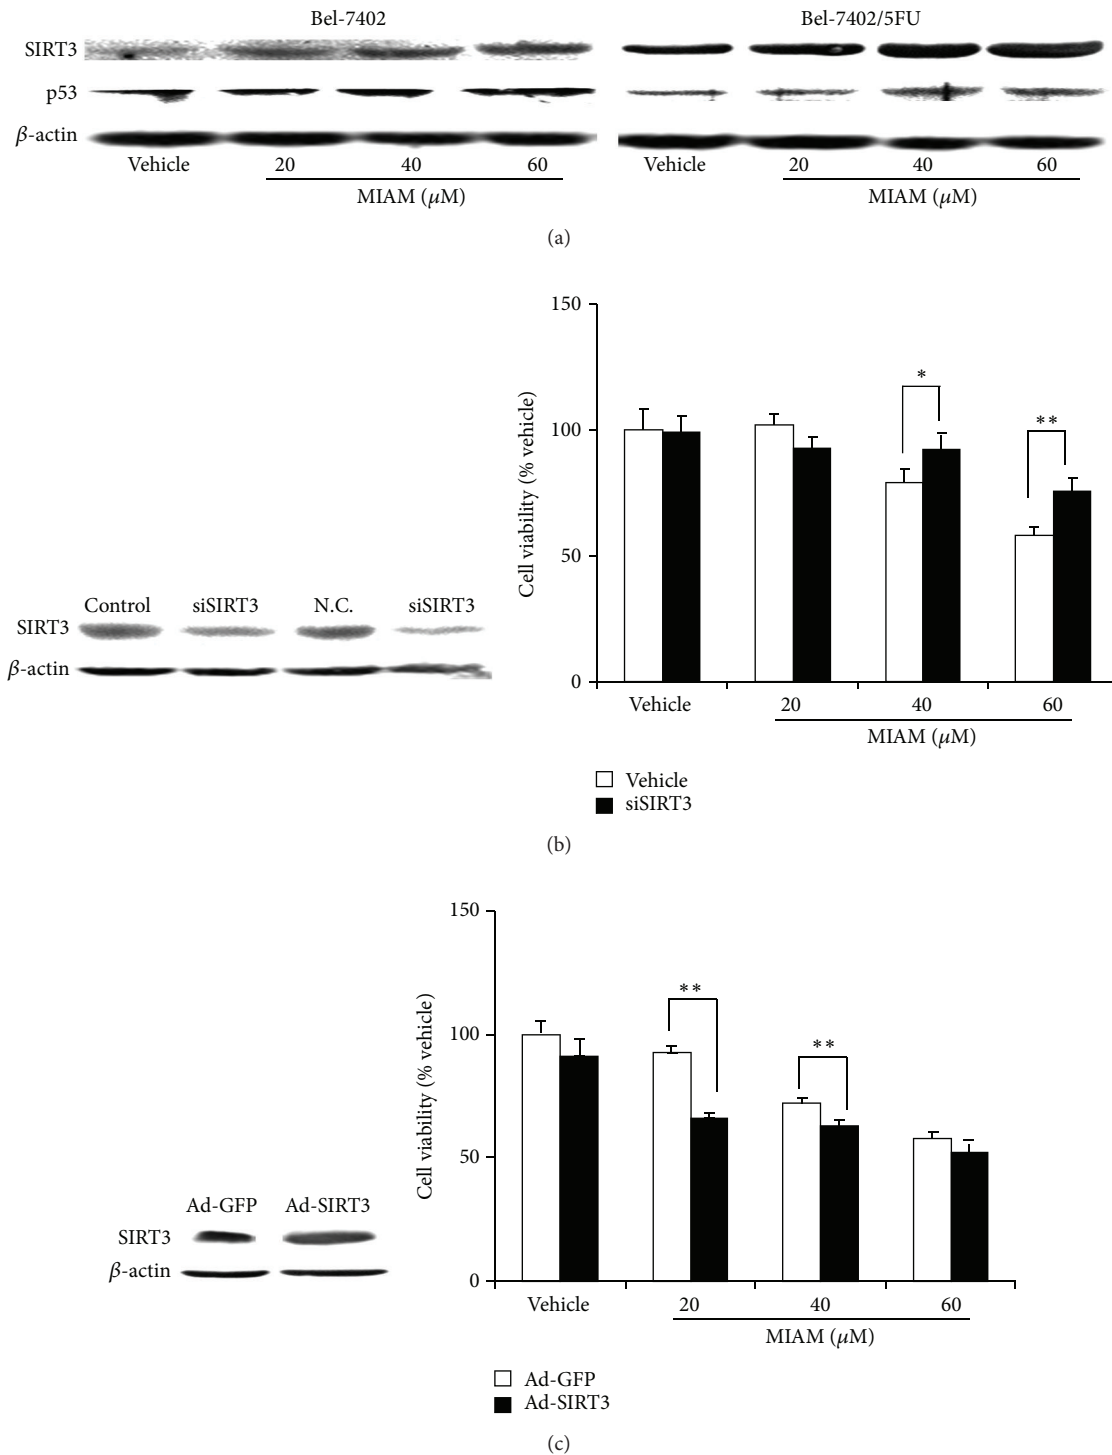 Bel-7402 Bel-7402/5FU
SIRT3
p53
β-actin
Vehicle 20 40 60 Vehicle 20 40 60
MIAM (μM) MIAM (μM)
(a)
150
100
50
0
Cell viability (% vehicle)
*
**
Control siSIRT3 N.C. siSIRT3
SIRT3
β-actin
Vehicle 20 40 60
MIAM (μM)
Vehicle
siSIRT3
(b)
150
100
50
0
Cell viability (% vehicle)
**
**
Ad-GFP Ad-SIRT3
SIRT3
β-actin
Vehicle 20 40 60
MIAM (μM)
Ad-GFP
Ad-SIRT3
(c)